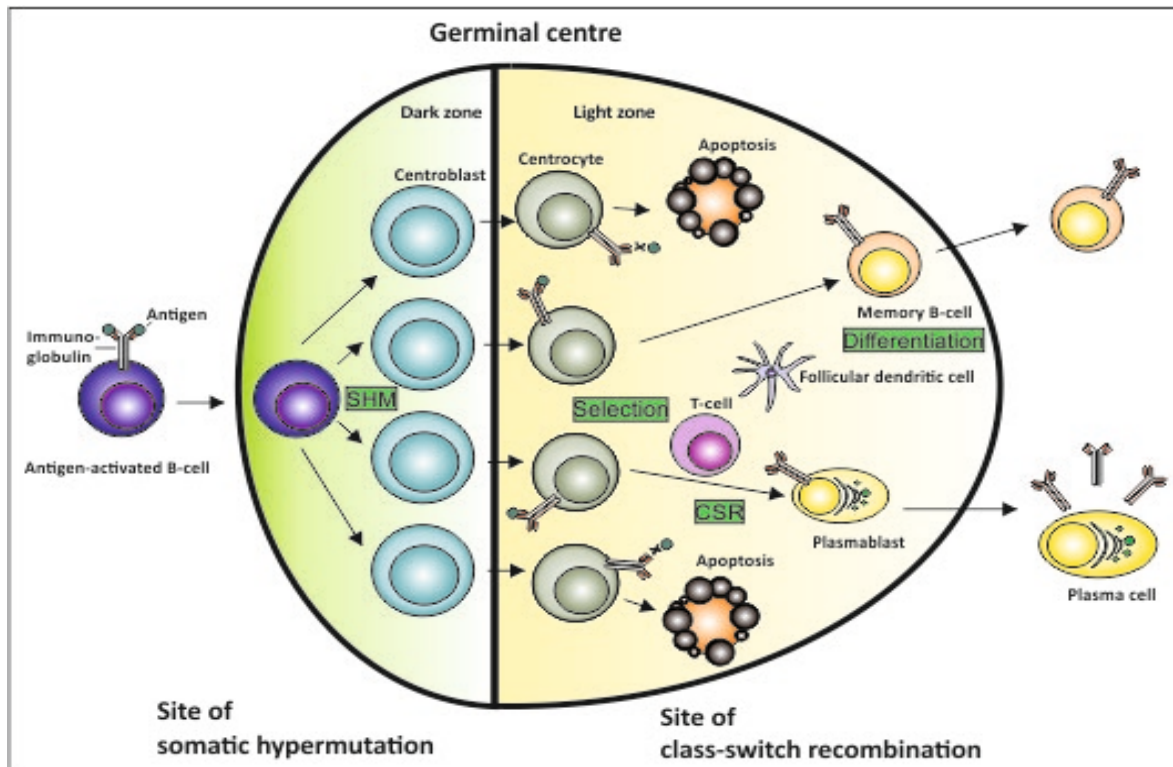 Germinal centre
Dark zone
Light zone
Centroblast
Centrocyte
Apoptosis
Antigen
Immuno-
globulin
SHM
Antigen-activated B-cell
Memory B-cell
Differentiation
Follicular dendritic cell
Selection
T-cell
CSR
Plasmablast
Apoptosis
Plasma cell
Site of
somatic hypermutation
Site of
class-switch recombination